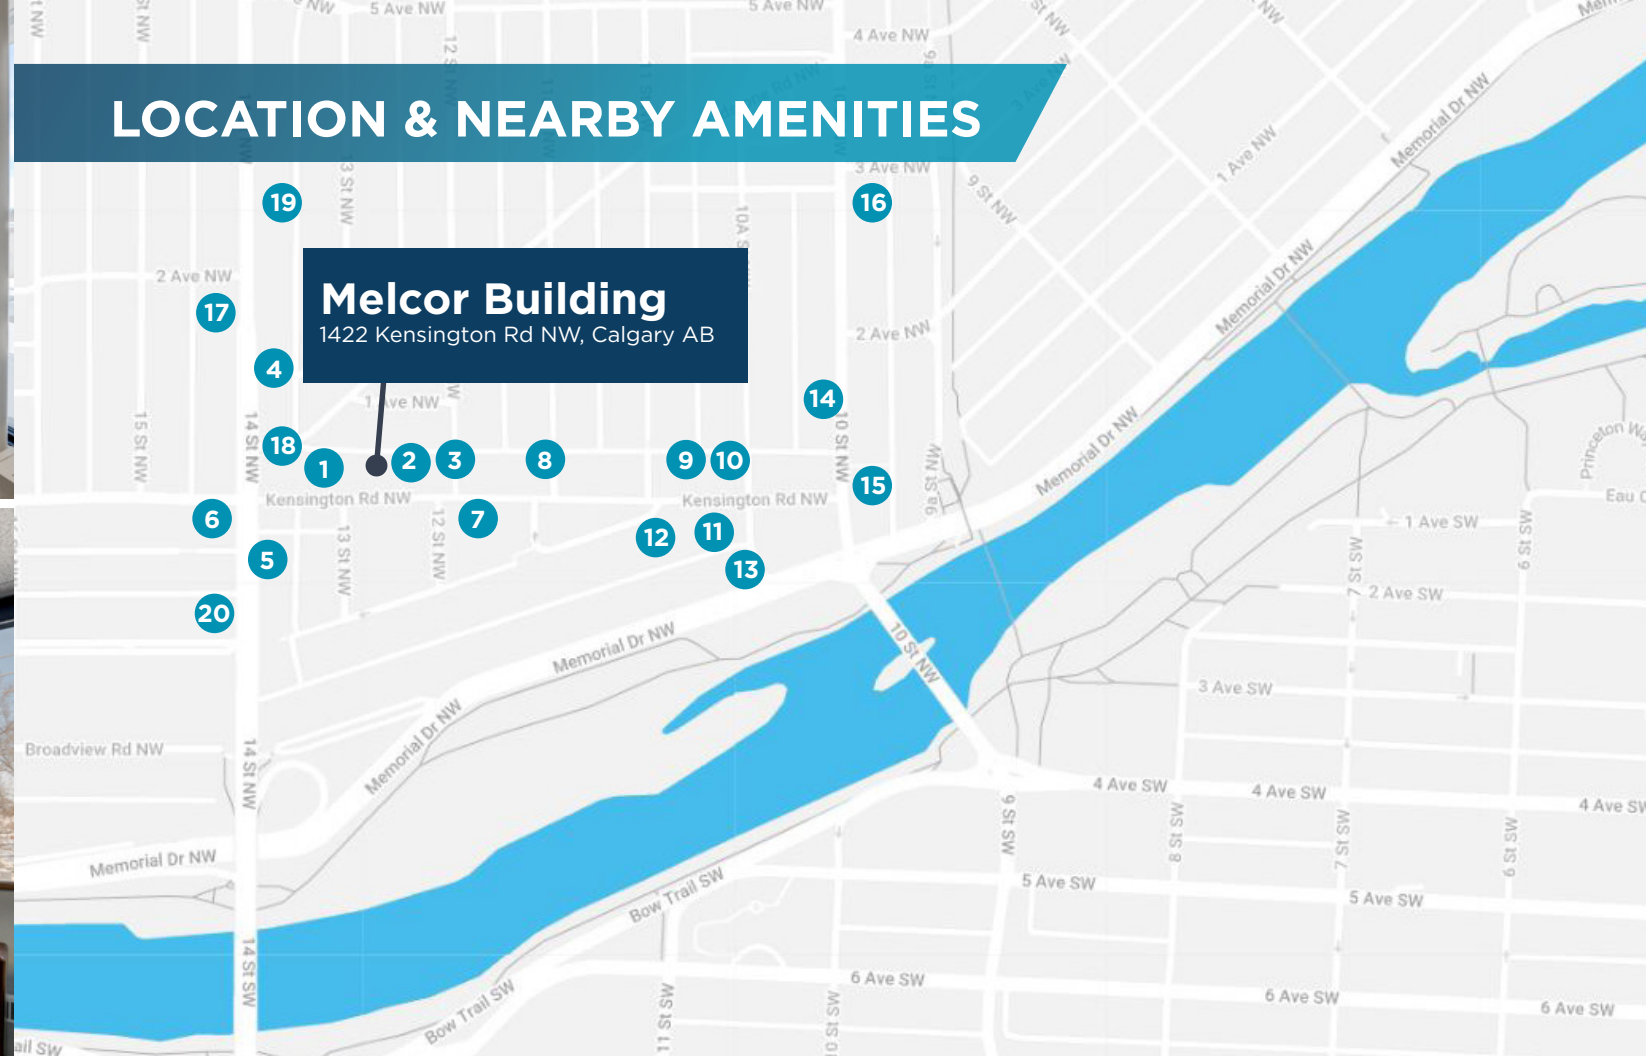 NW
5 Ave NW
5 Ave NW
4 Ave NW
LOCATION & NEARBY AMENITIES
Memorial Dr NW
3 Ave NW
1 Ave NW
9 St NW
19
16
Melcor Building
1422 Kensington Rd NW, Calgary AB
2 Ave NW
17
2 Ave NW
Memorial Dr NW
4
1 Ave NW
14
15 St NW
14 St NW
18
1
2
3
8
9
10
10 St NW
15
9a St NW
Memorial Dr NW
Kensington Rd NW
Kensington Rd NW
6
7
12
11
13
5
20
13 St NW
12 St NW
1 Ave SW
7 St SW
6 St SW
2 Ave SW
10 St NW
Memorial Dr NW
3 Ave SW
Broadview Rd NW
14 St NW
Memorial Dr NW
4 Ave SW
4 Ave SW
4 Ave SW
9 St SW
8 St SW
7 St SW
6 St SW
Memorial Dr NW
5 Ave SW
5 Ave SW
Bow Trail SW
14 St SW
6 Ave SW
6 Ave SW
6 Ave SW
Bow Trail SW
11 St SW
10 St SW
ail SW